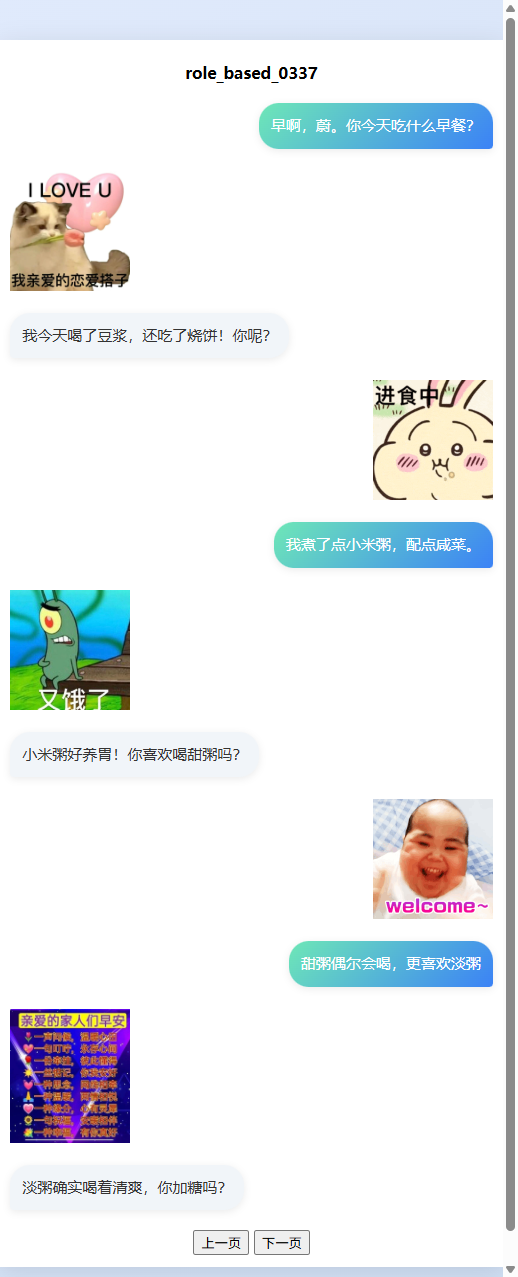 role_based_0337
早啊，蔚。你今天吃什么早餐？
I LOVE U
我亲爱的恋爱搭子
我今天喝了豆浆，还吃了烧饼！你呢？
进食中
我煮了点小米粥，配点咸菜。
又饿了
小米粥好养胃！你喜欢喝甜粥吗？
welcome~
甜粥偶尔会喝，更喜欢淡粥
亲爱的家人们早安
淡粥确实喝着清爽，你加糖吗？
上一页 下一页